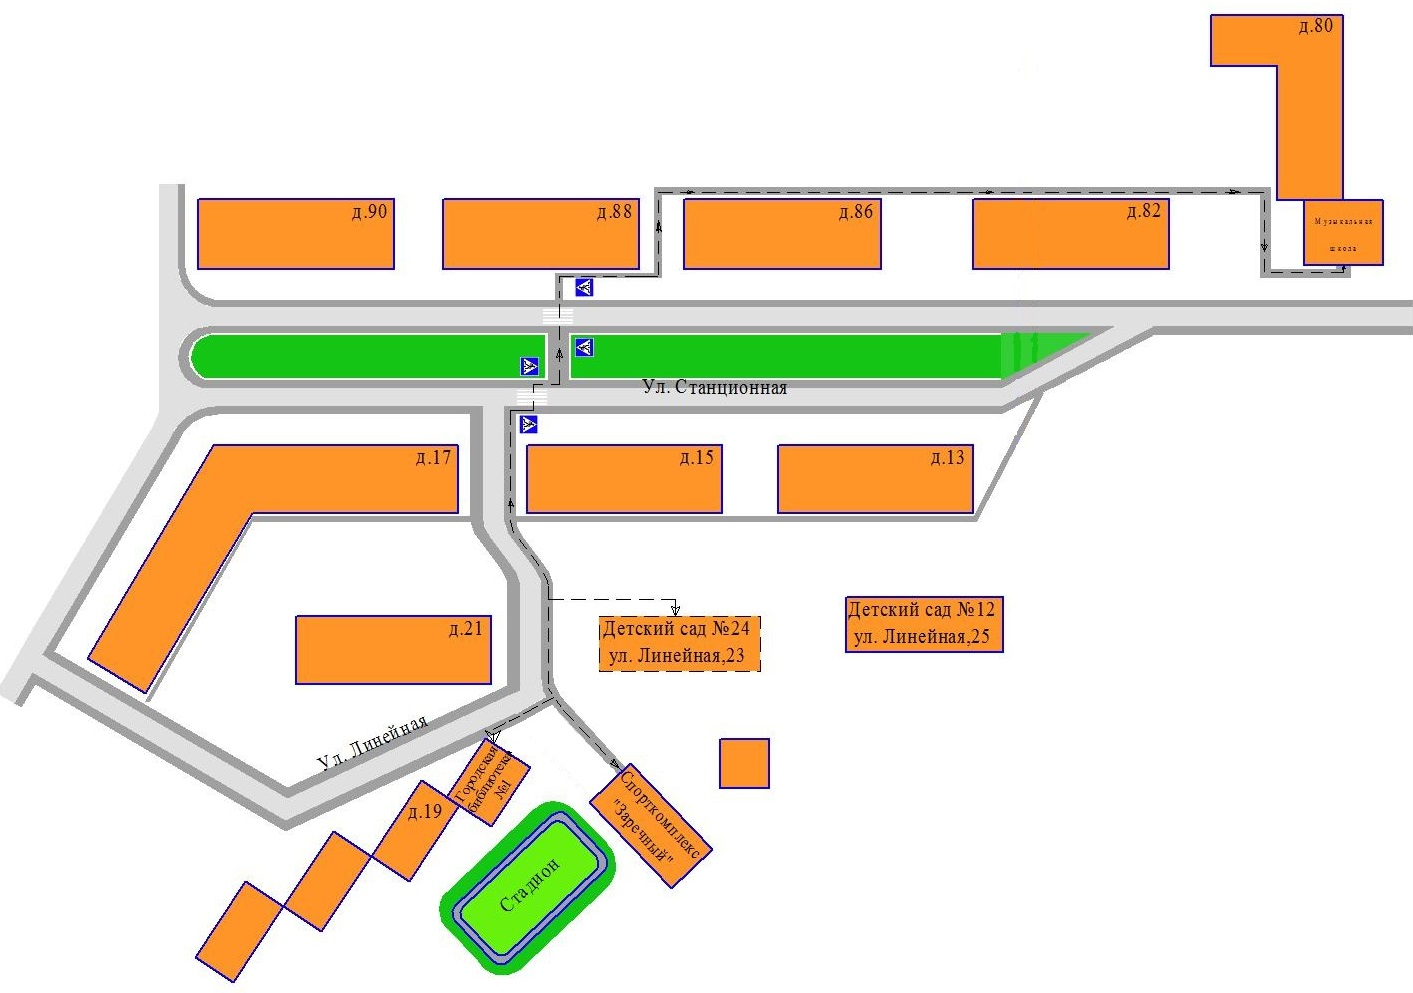 д.80
д.90
д.88
д.86
д.82
Музыкальная
школа
Ул. Станционная
д.17
д.15
д.13
Детский сад №12
ул. Линейная,25
д.21
Детский сад №24
ул. Линейная,23
Ул. Линейная
Городская
библиотека
№1
д.19
Спорткомплекс
"Заречный"
Стадион